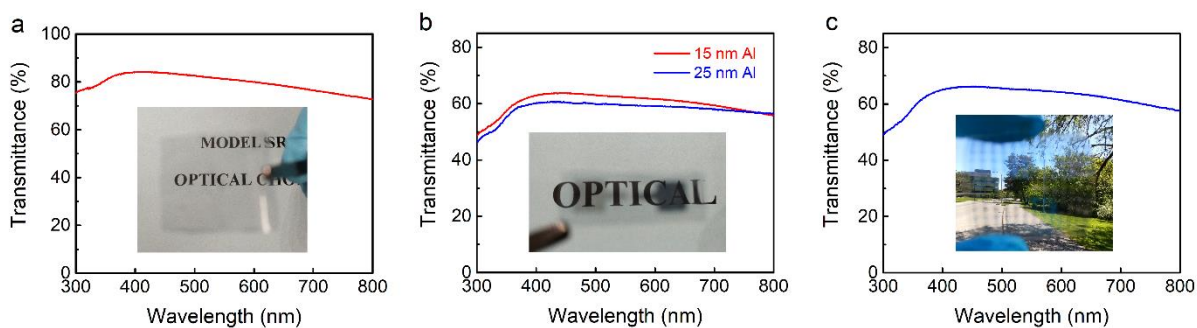 a
100
80
60
40
20
0
300 400 500 600 700 800
Transmittance (%)
Wavelength (nm)
MODEL SR
OPTICAL CHO
b
80
60
40
20
0
300 400 500 600 700 800
Transmittance (%)
Wavelength (nm)
15 nm Al
25 nm Al
OPTICAL
c
80
60
40
20
0
300 400 500 600 700 800
Transmittance (%)
Wavelength (nm)